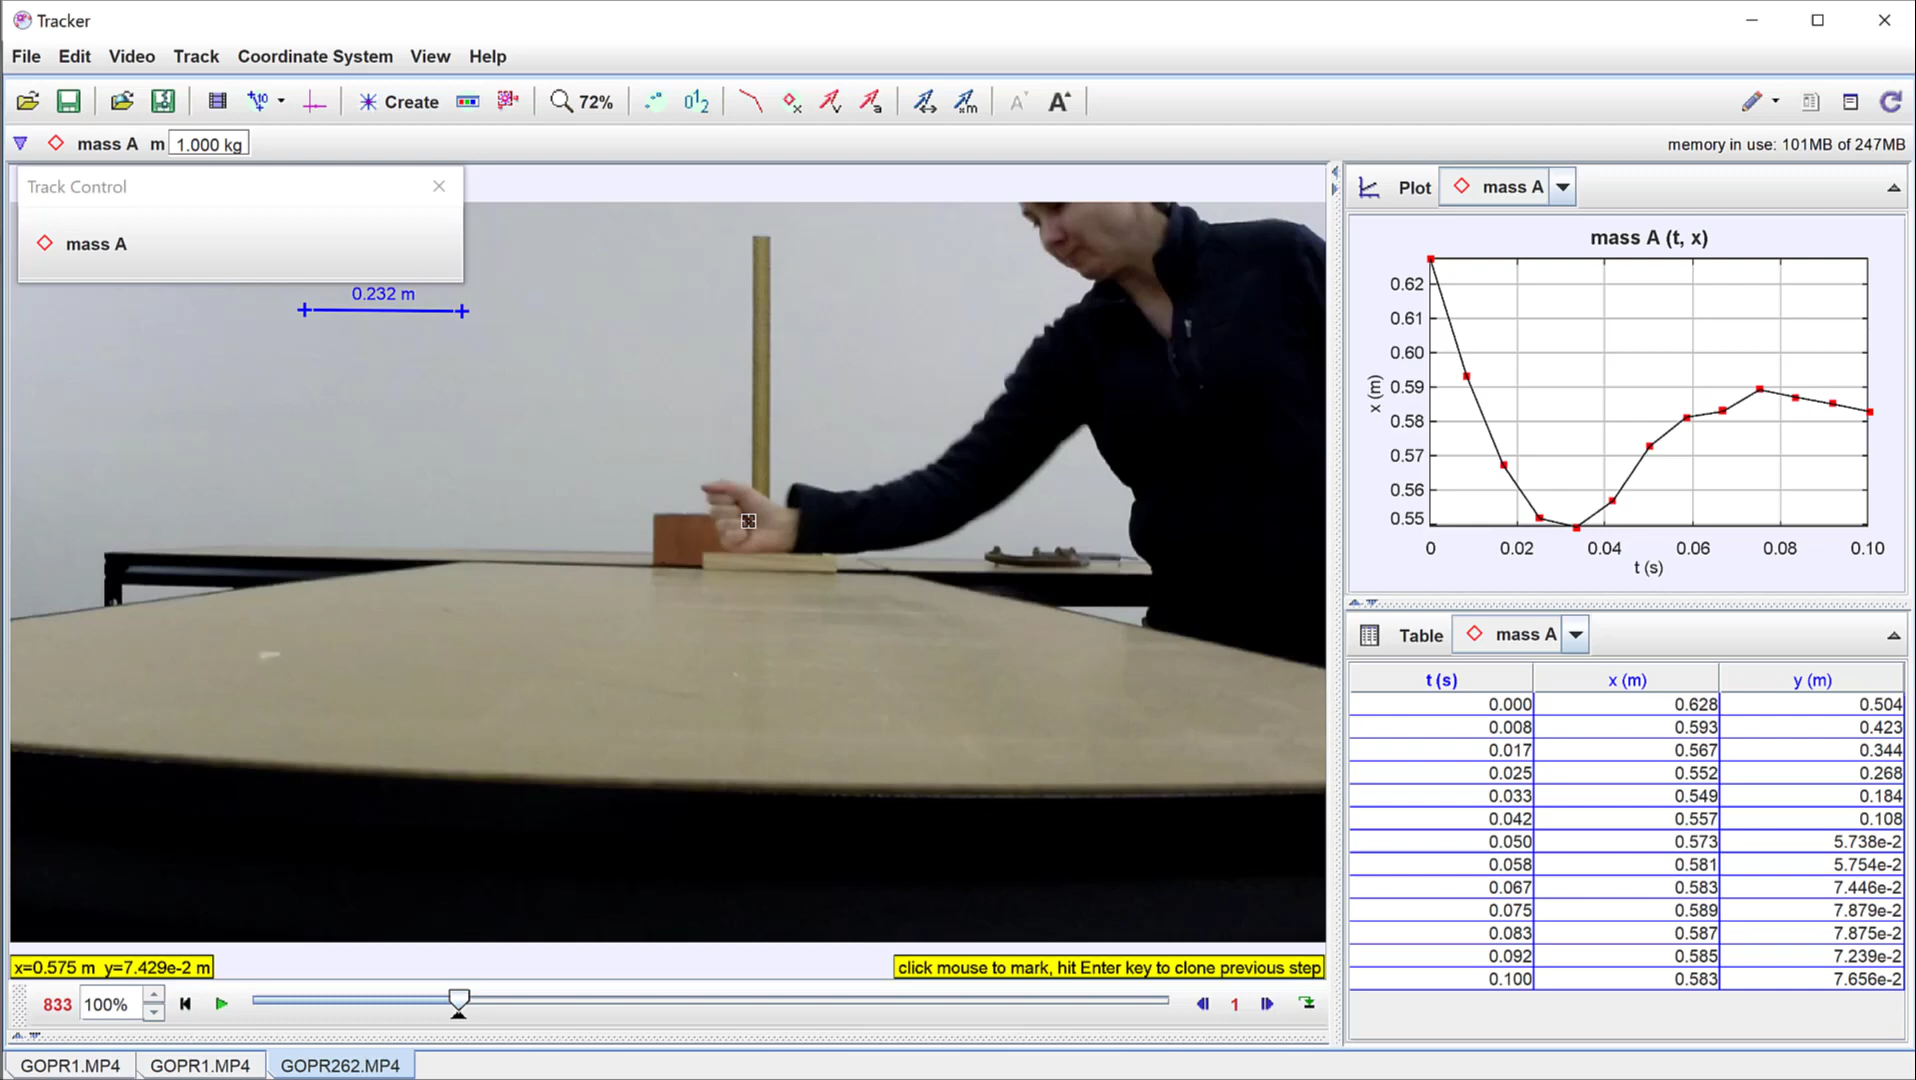 Tracker
File Edit Video Track Coordinate System View Help
Create 72%
mass A m 1.000 kg
memory in use: 101MB of 247MB
Track Control
mass A
0.232 m
Plot mass A
mass A (t, x)
0.62
0.61
0.60
0.59
0.58
0.57
0.56
0.55
x (m)
0 0.02 0.04 0.06 0.08 0.10
t (s)
Table mass A
t (s) x (m) y (m)
0.000 0.628 0.504
0.008 0.593 0.423
0.017 0.567 0.344
0.025 0.552 0.268
0.033 0.549 0.184
0.042 0.557 0.108
0.050 0.573 5.738e-2
0.058 0.581 5.754e-2
0.067 0.583 7.446e-2
0.075 0.589 7.879e-2
0.083 0.587 7.875e-2
0.092 0.585 7.239e-2
0.100 0.583 7.656e-2
x=0.575 m y=7.429e-2 m
click mouse to mark, hit Enter key to clone previous step
833 100% 1
GOPR1.MP4 GOPR1.MP4 GOPR262.MP4